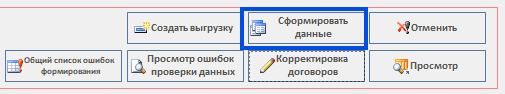 Создать выгрузку
Сформировать
данные
Отменить
Общий список ошибок
формирования
Просмотр ошибок
проверки данных
Корректировка
договоров
Просмотр